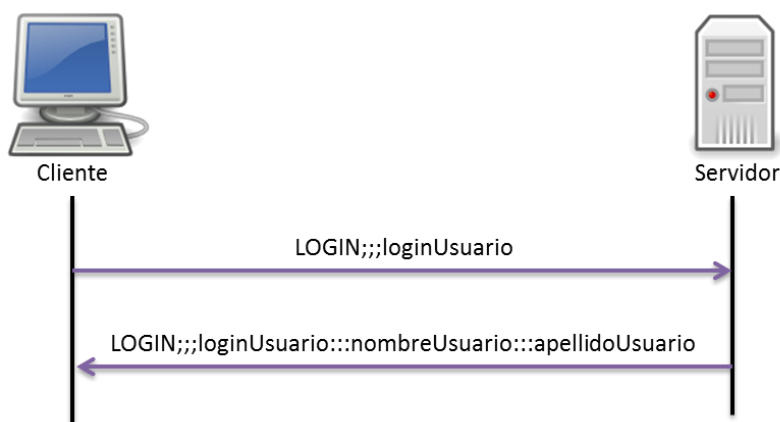 Cliente
Servidor
LOGIN;;;loginUsuario
LOGIN;;;loginUsuario:::nombreUsuario:::apellidoUsuario